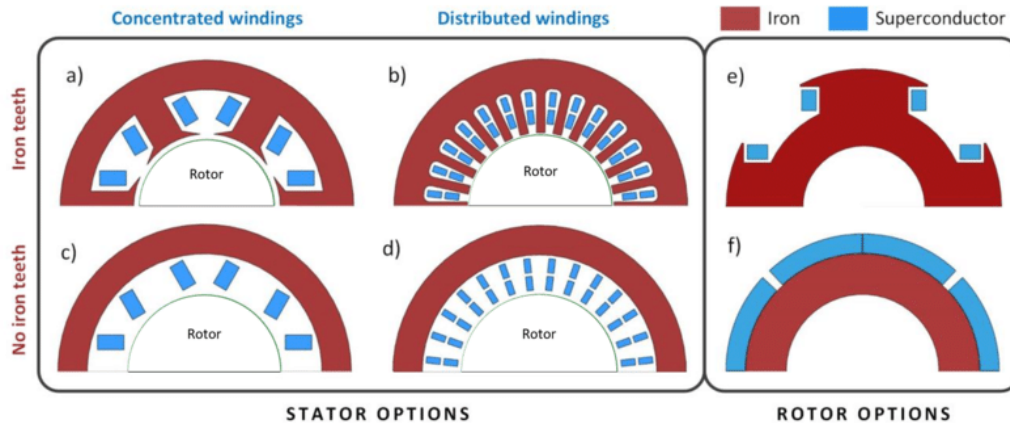 Concentrated windings
Distributed windings
Iron
Superconductor
Iron teeth
No iron teeth
a)
Rotor
b)
Rotor
e)
c)
Rotor
d)
Rotor
f)
STATOR OPTIONS
ROTOR OPTIONS